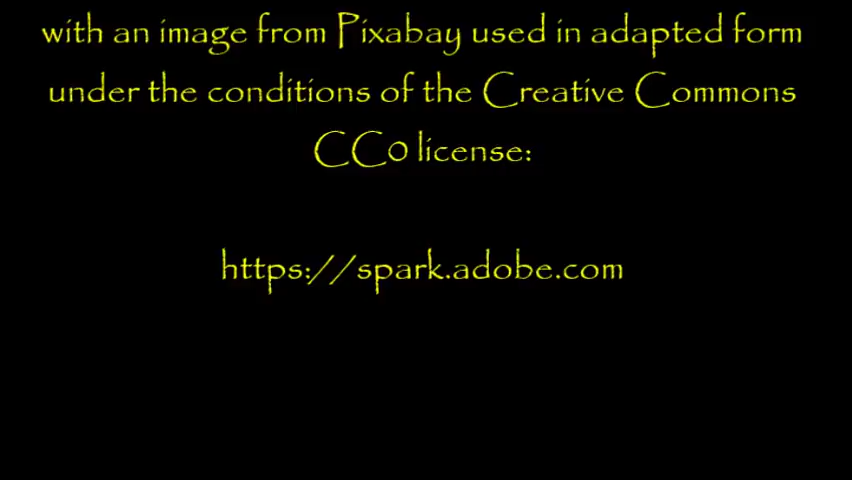 with an image from Pixabay used in adapted form
under the conditions of the Creative Commons
CC0 license:
https://spark.adobe.com